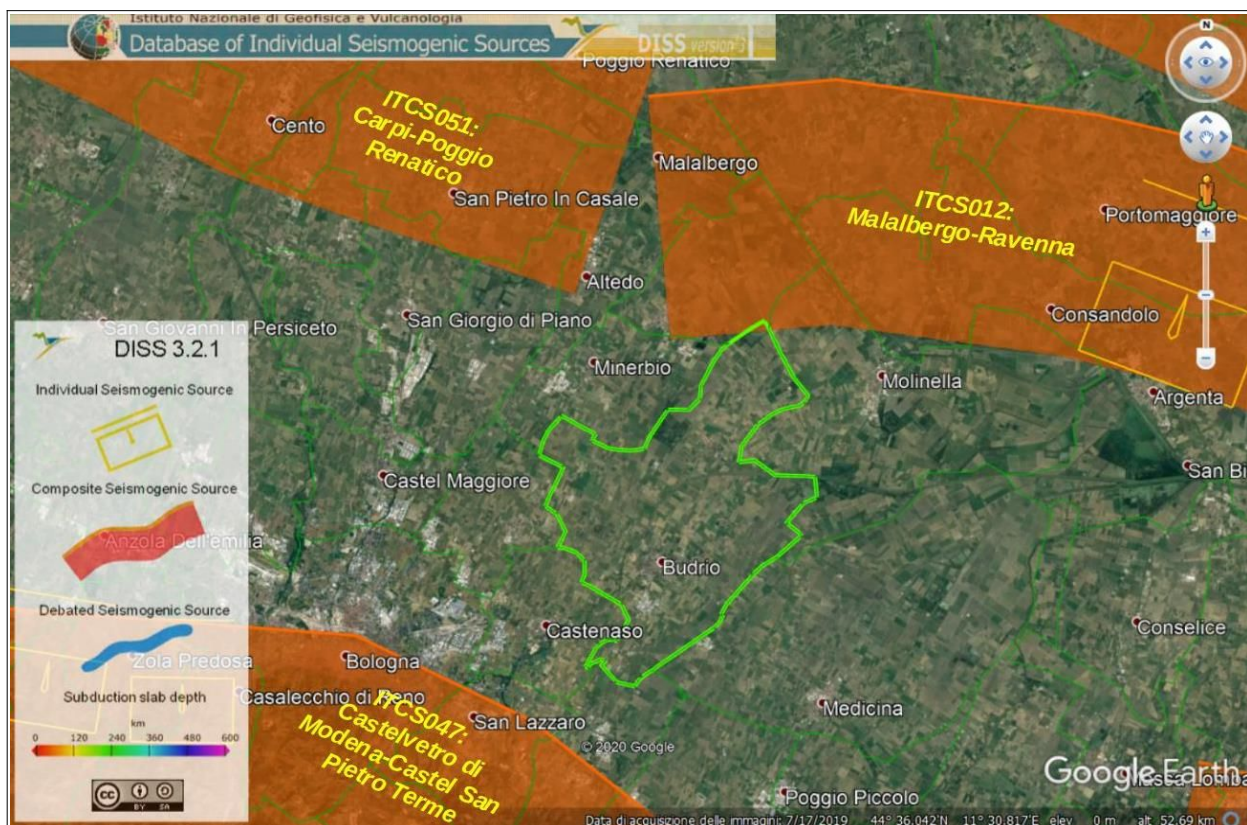 Istituto Nazionale di Geofisica e Vulcanologia
Database of Individual Seismogenic Sources
DISS version 3
Poggio Renatico
N
ITCS051:
Carpi-Poggio
Renatico
Cento
San Pietro In Casale
Malalbergo
ITCS012:
Malalbergo-Ravenna
Portomaggiore
Altedo
Consandolo
San Giovanni In Persiceto
San Giorgio di Piano
DISS 3.2.1
Minerbio
Molinella
Argenta
Individual Seismogenic Source
San Bi
Castel Maggiore
Composite Seismogenic Source
Anzola Dell'emilia
Budrio
Debated Seismogenic Source
Castenaso
Conselice
Zola Predosa
Bologna
Subduction slab depth
Casalecchio di Reno
km
0 120 240 360 480 600
ITCS047:
Castelvetro di
Modena-Castel San
Pietro Terme
San Lazzaro
Medicina
© 2020 Google
Google Earth
Massa Lomba
Poggio Piccolo
cc BY SA
Data di acquisizione delle immagini: 7/17/2019 44° 36.042'N 11° 30.817'E elev 0 m alt 52.69 km